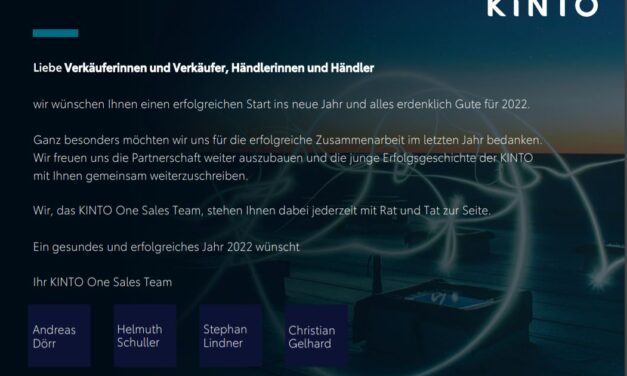 KINTO
Liebe Verkäuferinnen und Verkäufer, Händlerinnen und Händler
wir wünschen Ihnen einen erfolgreichen Start ins neue Jahr und alles erdenklich Gute für 2022.
Ganz besonders möchten wir uns für die erfolgreiche Zusammenarbeit im letzten Jahr bedanken.
Wir freuen uns die Partnerschaft weiter auszubauen und die junge Erfolgsgeschichte der KINTO
mit Ihnen gemeinsam weiterzuschreiben.
Wir, das KINTO One Sales Team, stehen Ihnen dabei jederzeit mit Rat und Tat zur Seite.
Ein gesundes und erfolgreiches Jahr 2022 wünscht
Ihr KINTO One Sales Team
Andreas
Dörr
Helmuth
Schuller
Stephan
Lindner
Christian
Gelhard